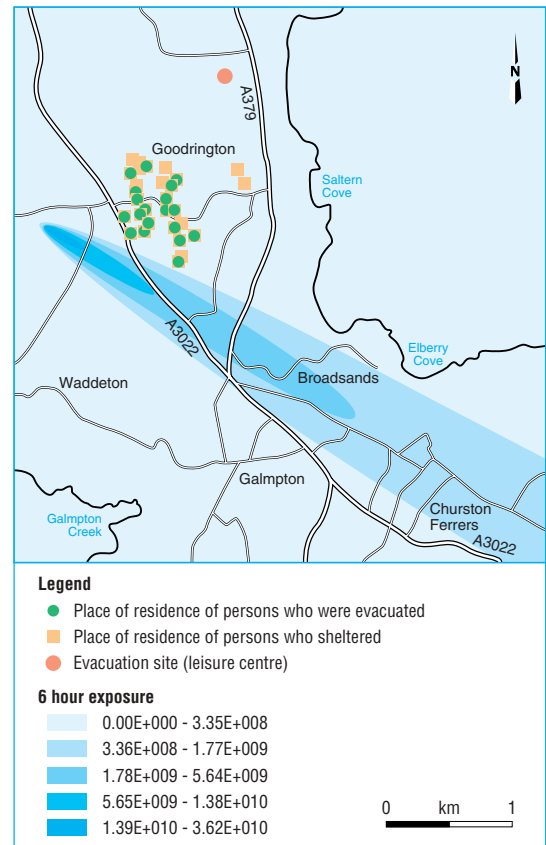 N
A379
Goodrington
Saltern
Cove
A3022
Elberry
Cove
Waddeton
Broadsands
Galmpton
Galmpton
Creek
Churston
Ferrers
A3022
Legend
Place of residence of persons who were evacuated
Place of residence of persons who sheltered
Evacuation site (leisure centre)
6 hour exposure
0.00E+000 - 3.35E+008
3.36E+008 - 1.77E+009
1.78E+009 - 5.64E+009
5.65E+009 - 1.38E+010
1.39E+010 - 3.62E+010
0 km 1